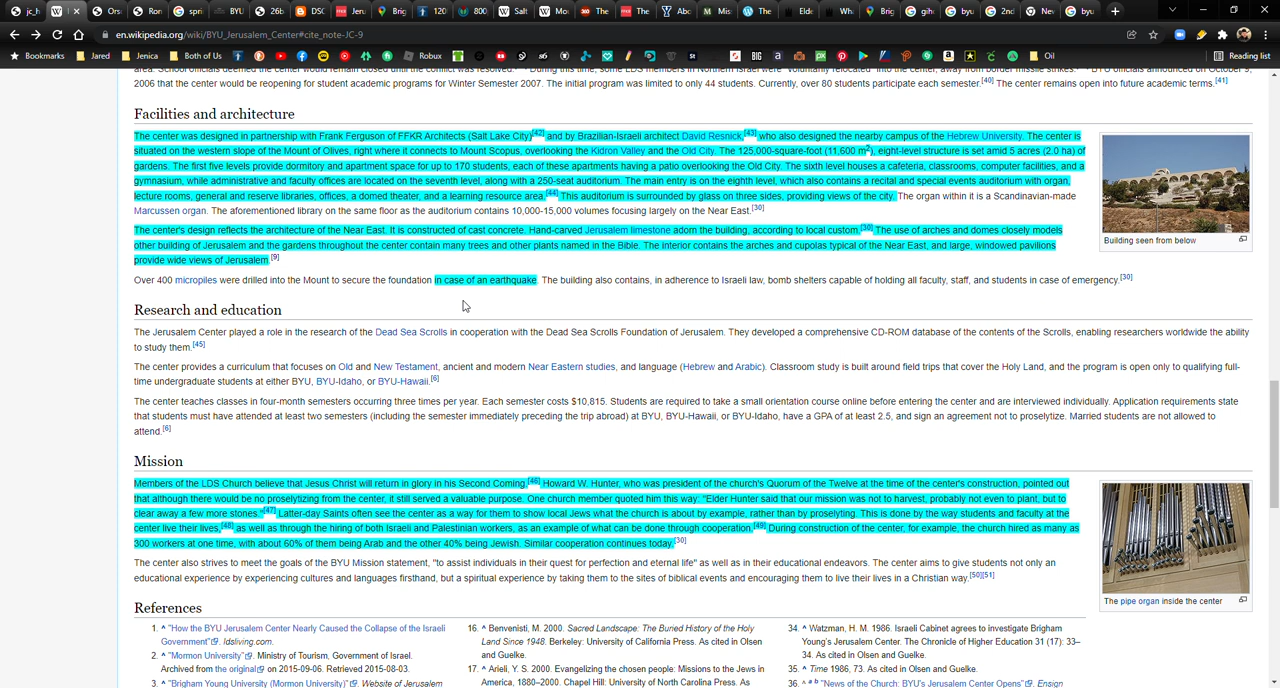 jc_h
W
Ors
Ron
spri
BYU
26b
DSC
Jeru
Brig
120
800
Salt
Mo
The
The
Abc
Mis
The
Elde
Wh
Brig
gih
byu
2nd
Nev
byu
en.wikipedia.org/wiki/BYU_Jerusalem_Center#cite_note-JC-9
Bookmarks Jared Jenica Both of Us Roblux BIG Oil Reading list
2006 that the center would be reopening for student academic programs for Winter Semester 2007. The initial program was limited to only 44 students. Currently, over 80 students participate each semester.[40] The center remains open into future academic terms.[41]
Facilities and architecture
The center was designed in partnership with Frank Ferguson of FFKR Architects (Salt Lake City)[42] and by Brazilian-Israeli architect David Resnick,[43] who also designed the nearby campus of the Hebrew University. The center is
situated on the western slope of the Mount of Olives, right where it connects to Mount Scopus, overlooking the Kidron Valley and the Old City. The 125,000-square-foot (11,600 m2), eight-level structure is set amid 5 acres (2.0 ha) of
gardens. The first five levels provide dormitory and apartment space for up to 170 students, each of these apartments having a patio overlooking the Old City. The sixth level houses a cafeteria, classrooms, computer facilities, and a
gymnasium, while administrative and faculty offices are located on the seventh level, along with a 250-seat auditorium. The main entry is on the eighth level, which also contains a recital and special events auditorium with organ,
lecture rooms, general and reserve libraries, offices, a domed theater, and a learning resource area.[44] This auditorium is surrounded by glass on three sides, providing views of the city. The organ within it is a Scandinavian-made
Marcussen organ. The aforementioned library on the same floor as the auditorium contains 10,000-15,000 volumes focusing largely on the Near East.[30]
Building seen from below
The center's design reflects the architecture of the Near East. It is constructed of cast concrete. Hand-carved Jerusalem limestone adorn the building, according to local custom.[30] The use of arches and domes closely models
other building of Jerusalem and the gardens throughout the center contain many trees and other plants named in the Bible. The interior contains the arches and cupolas typical of the Near East, and large, windowed pavilions
provide wide views of Jerusalem.[9]
Over 400 micropiles were drilled into the Mount to secure the foundation in case of an earthquake. The building also contains, in adherence to Israeli law, bomb shelters capable of holding all faculty, staff, and students in case of emergency.[30]
Research and education
The Jerusalem Center played a role in the research of the Dead Sea Scrolls in cooperation with the Dead Sea Scrolls Foundation of Jerusalem. They developed a comprehensive CD-ROM database of the contents of the Scrolls, enabling researchers worldwide the ability
to study them.[45]
The center provides a curriculum that focuses on Old and New Testament, ancient and modern Near Eastern studies, and language (Hebrew and Arabic). Classroom study is built around field trips that cover the Holy Land, and the program is open only to qualifying full-
time undergraduate students at either BYU, BYU-Idaho, or BYU-Hawaii.[6]
The center teaches classes in four-month semesters occurring three times per year. Each semester costs $10,815. Students are required to take a small orientation course online before entering the center and are interviewed individually. Application requirements state
that students must have attended at least two semesters (including the semester immediately preceding the trip abroad) at BYU, BYU-Hawaii, or BYU-Idaho, have a GPA of at least 2.5, and sign an agreement not to proselytize. Married students are not allowed to
attend.[6]
Mission
Members of the LDS Church believe that Jesus Christ will return in glory in his Second Coming.[46] Howard W. Hunter, who was president of the church's Quorum of the Twelve at the time of the center's construction, pointed out
that although there would be no proselytizing from the center, it still served a valuable purpose. One church member quoted him this way: "Elder Hunter said that our mission was not to harvest, probably not even to plant, but to
clear away a few more stones."[47] Latter-day Saints often see the center as a way for them to show local Jews what the church is about by example, rather than by proselyting. This is done by the way students and faculty at the
center live their lives,[48] as well as through the hiring of both Israeli and Palestinian workers, as an example of what can be done through cooperation.[49] During construction of the center, for example, the church hired as many as
300 workers at one time, with about 60% of them being Arab and the other 40% being Jewish. Similar cooperation continues today.[30]
The center also strives to meet the goals of the BYU Mission statement, "to assist individuals in their quest for perfection and eternal life" as well as in their educational endeavors. The center aims to give students not only an
educational experience by experiencing cultures and languages firsthand, but a spiritual experience by taking them to the sites of biblical events and encouraging them to live their lives in a Christian way.[50][51]
The pipe organ inside the center
References
1. ^ "How the BYU Jerusalem Center Nearly Caused the Collapse of the Israeli
Government". ldsliving.com.
2. ^ "Mormon University". Ministry of Tourism, Government of Israel.
Archived from the original on 2015-09-06. Retrieved 2015-08-03.
3. ^ "Brigham Young University (Mormon University)". Website of Jerusalem
16. ^ Benvenisti, M. 2000. Sacred Landscape: The Buried History of the Holy
Land Since 1948. Berkeley: University of California Press. As cited in Olsen
and Guelke.
17. ^ Arieli, Y. S. 2000. Evangelizing the chosen people: Missions to the Jews in
America, 1880–2000. Chapel Hill: University of North Carolina Press. As
34. ^ Watzman, H. M. 1986. Israeli Cabinet agrees to investigate Brigham
Young's Jerusalem Center. The Chronicle of Higher Education 31 (17): 33–
34. As cited in Olsen and Guelke.
35. ^ Time 1986, 73. As cited in Olsen and Guelke.
36. ^ a b "News of the Church: BYU's Jerusalem Center Opens". Ensign